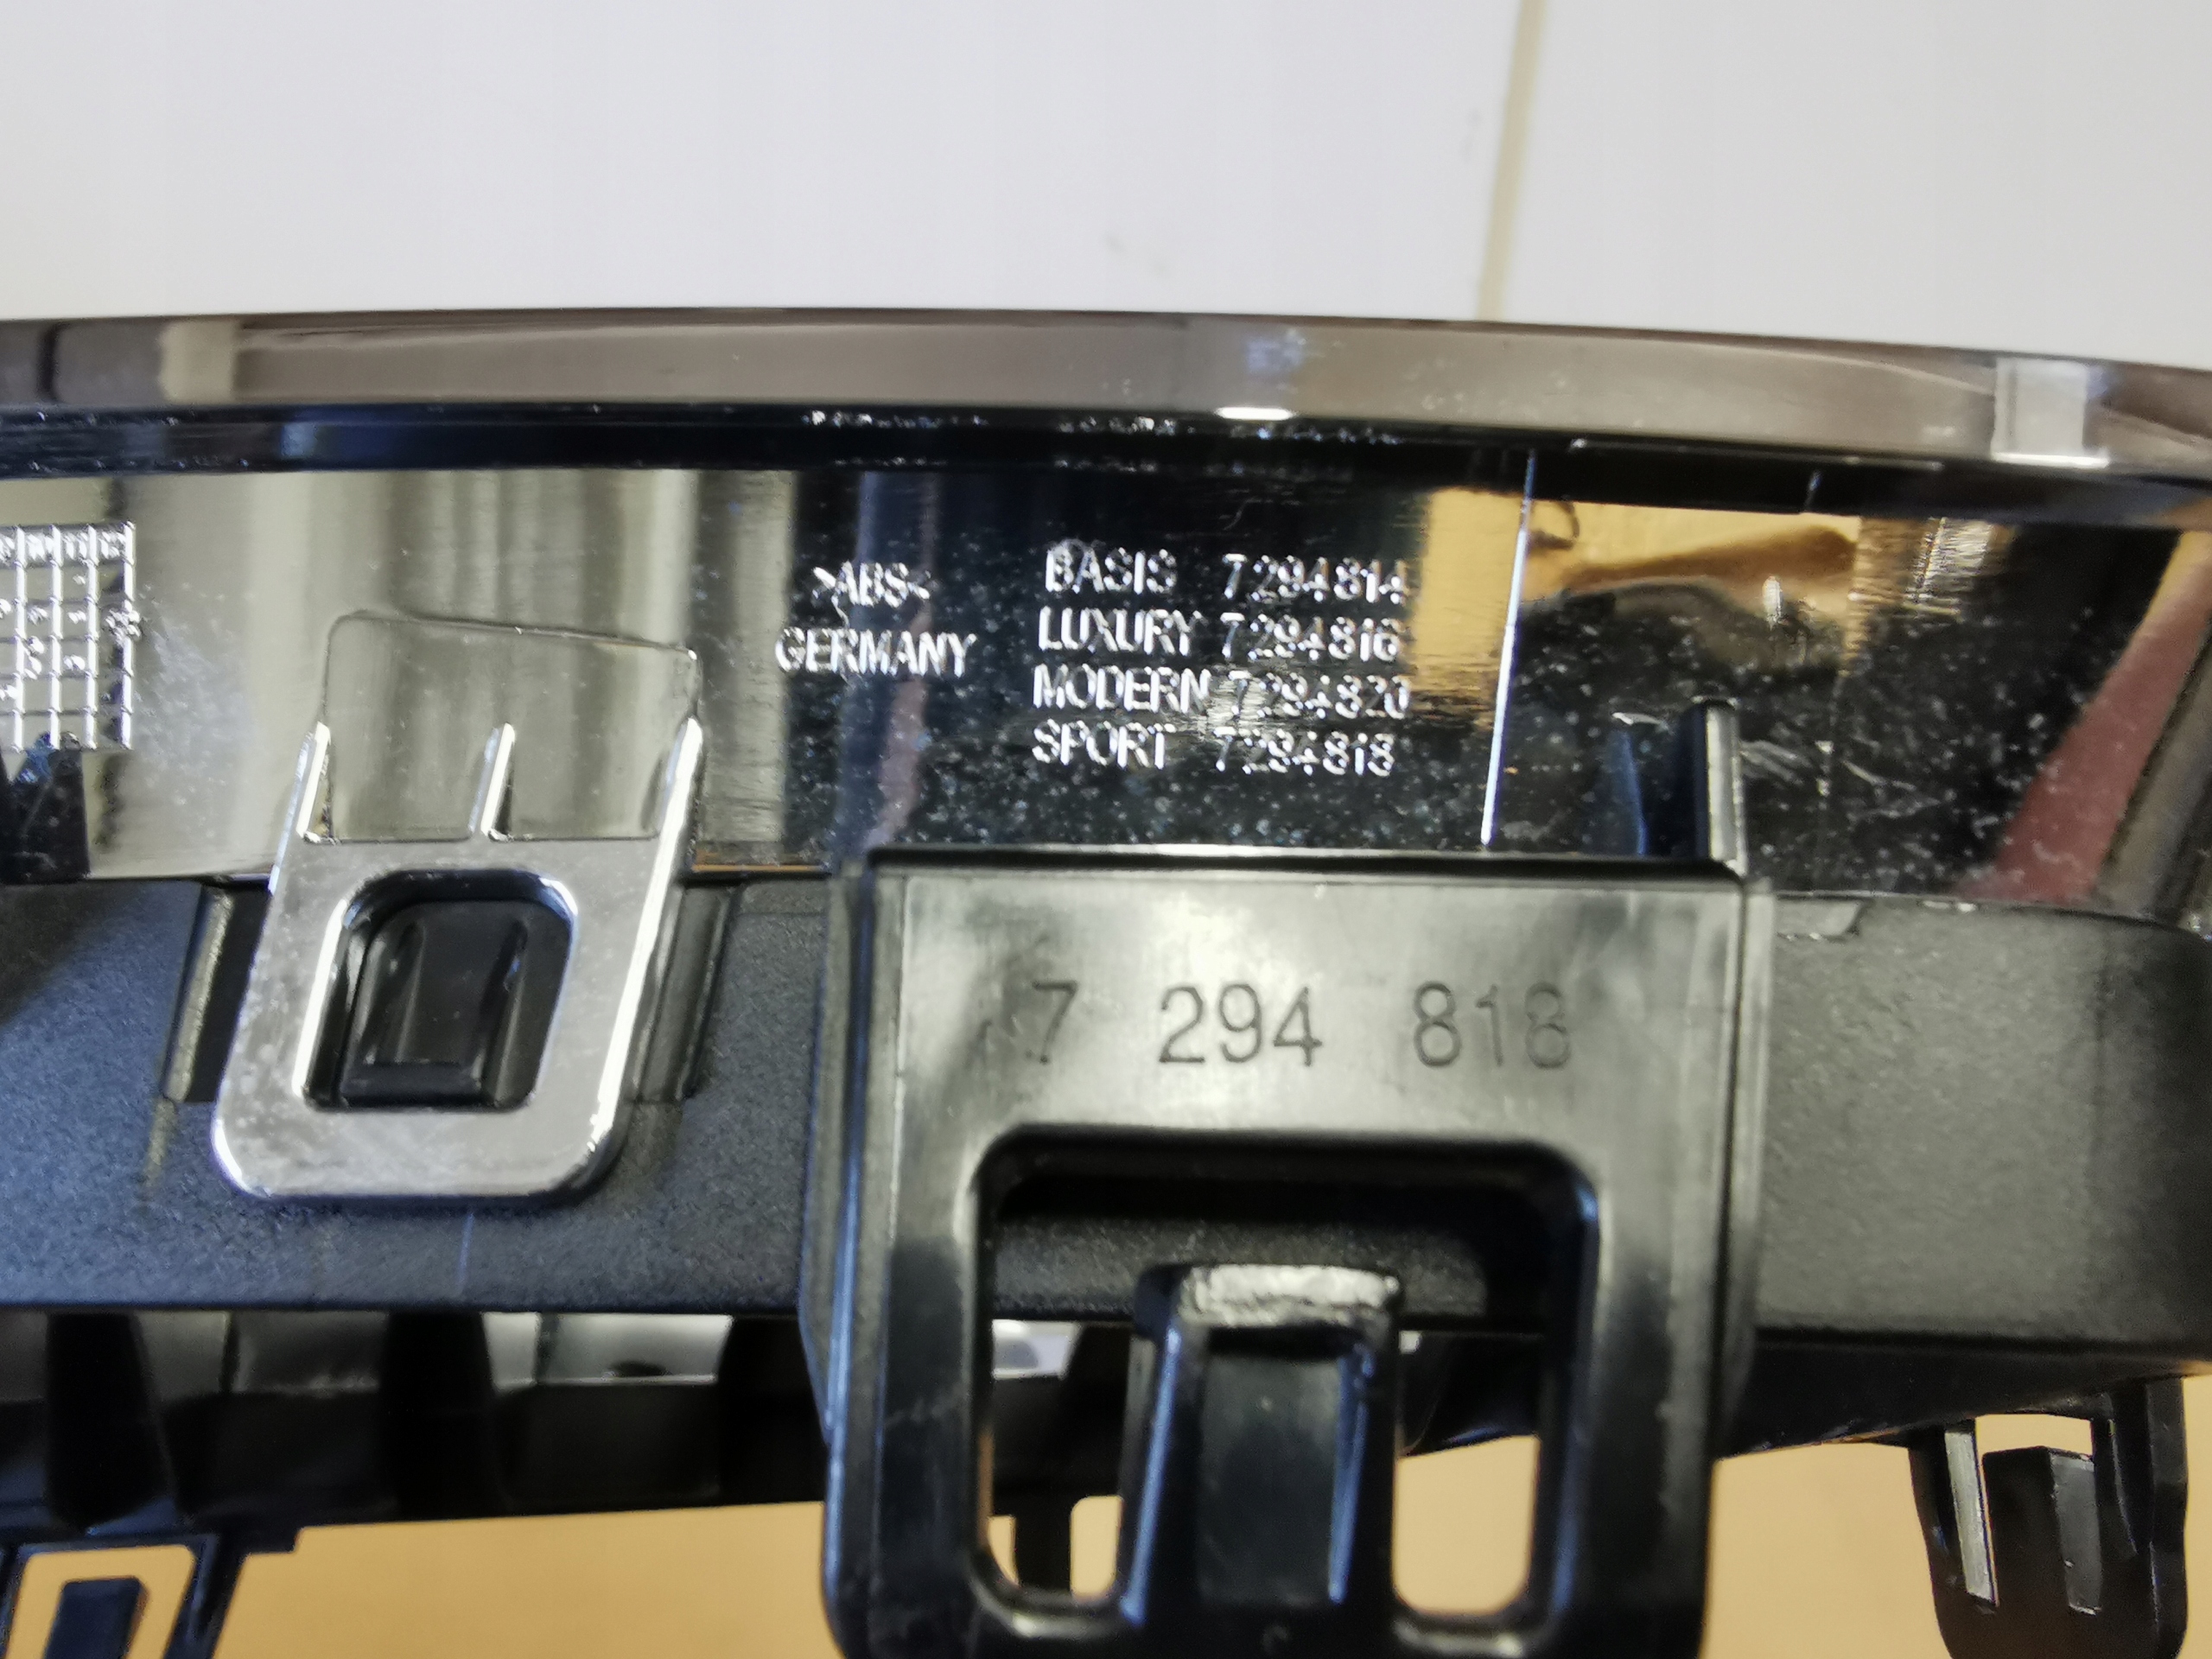 >ABS<
GERMANY
BASIS 7294814
LUXURY 7294816
MODERN 7294820
SPORT 7294818
7 294 818